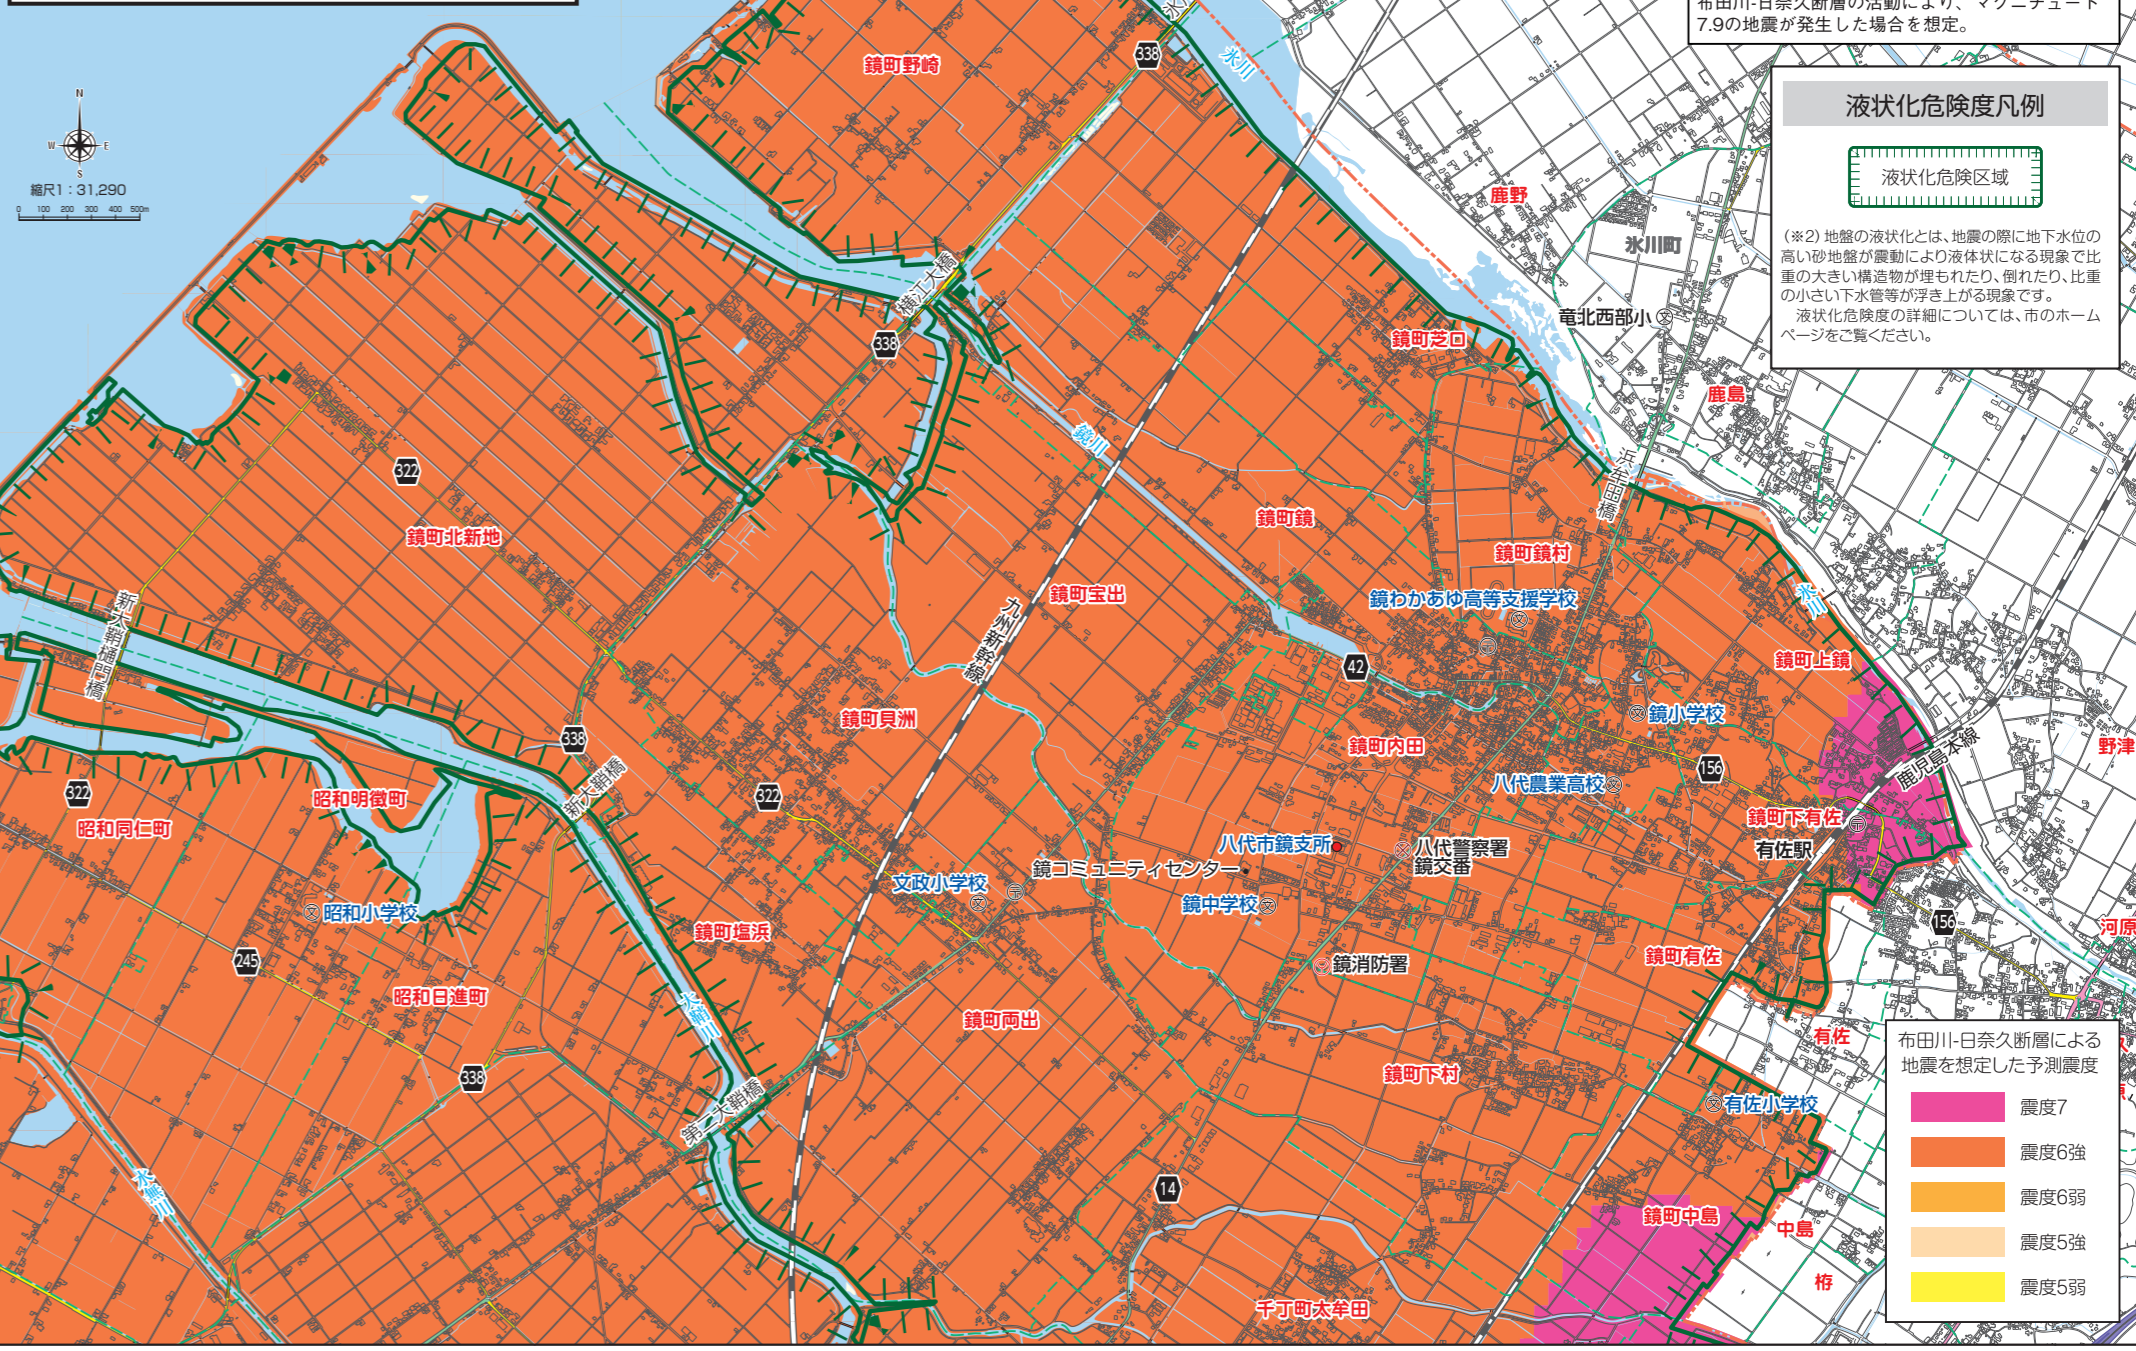 布田川-日奈久断層の活動により、マグニチュード
7.9の地震が発生した場合を想定。
液状化危険度凡例
液状化危険区域
(※2)地盤の液状化とは、地震の際に地下水位の
高い砂地盤が震動により液体状になる現象で比
重の大きい構造物が埋もれたり、倒れたり、比重
の小さい下水管等が浮き上がる現象です。
液状化危険度の詳細については、市のホーム
ページをご覧ください。
N
W
E
S
縮尺1：31,290
0 100 200 300 400 500m
鏡町野崎
338
氷川
鹿野
氷川町
竜北西部小
鹿島
横江大橋
338
鏡町芝口
鏡川
322
鏡町北新地
鏡町鏡
鏡町鏡村
鏡町宝出
九州新幹線
鏡わかあゆ高等支援学校
氷川
新大鞘樋門橋
42
鏡町上鏡
鏡町貝洲
鏡小学校
鏡町内田
338
新大鞘橋
156
鹿児島本線
野津
322
昭和明徴町
昭和同仁町
322
八代農業高校
鏡町下有佐
有佐駅
八代市鏡支所
八代警察署
鏡交番
鏡コミュニティセンター
文政小学校
鏡中学校
昭和小学校
鏡町塩浜
156
河原
245
鏡消防署
鏡町有佐
昭和日進町
大鞘川
鏡町両出
有佐
338
鏡町下村
有佐小学校
第二大鞘橋
水無川
14
鏡町中島
中島
栫
千丁町太牟田
布田川-日奈久断層による
地震を想定した予測震度
震度7
震度6強
震度6弱
震度5強
震度5弱